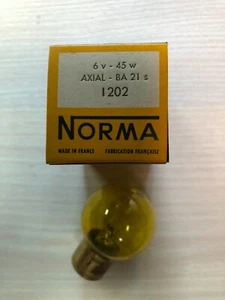 6 v - 45 w
AXIAL - BA 21 s
1202
NORMA
MADE IN FRANCE FABRICATION FRANÇAISE